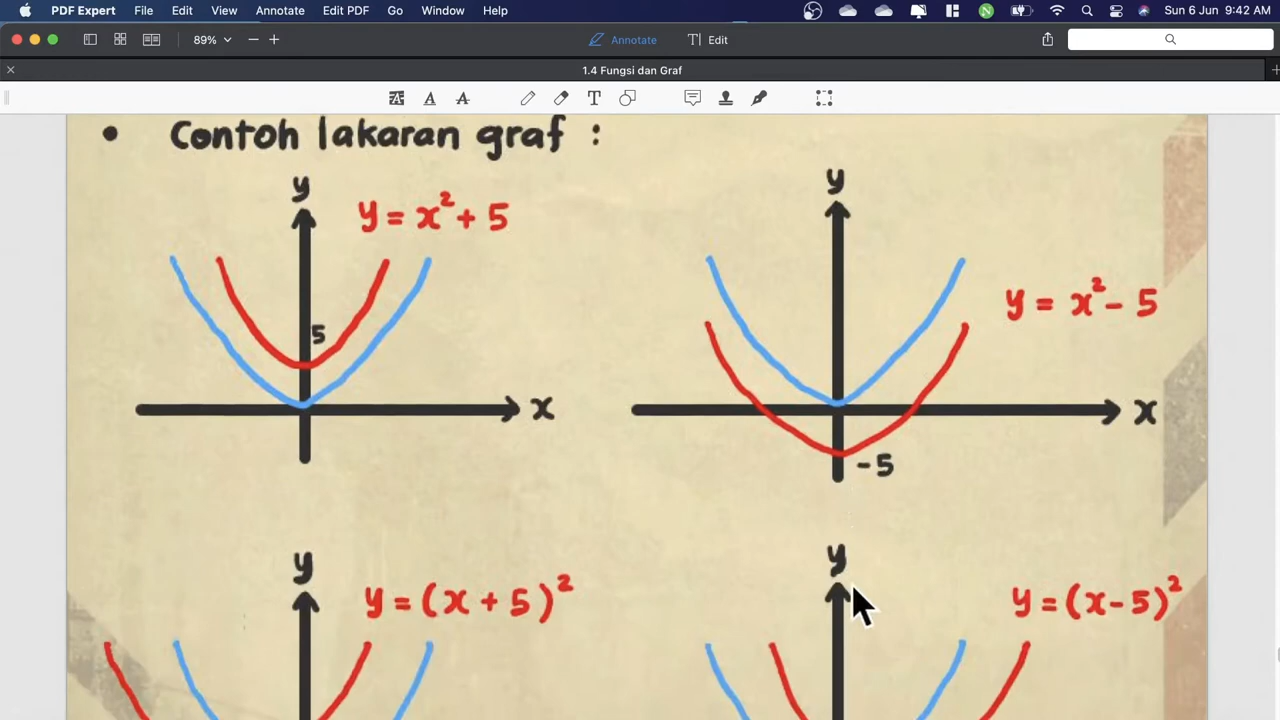 PDF Expert File Edit View Annotate Edit PDF Go Window Help Sun 6 Jun 9:42 AM
89% Annotate Edit
1.4 Fungsi dan Graf
• Contoh lakaran graf :
y
y = x² + 5
5
x
y
y = x² - 5
x
-5
y
y = (x + 5)²
y
y = (x - 5)²